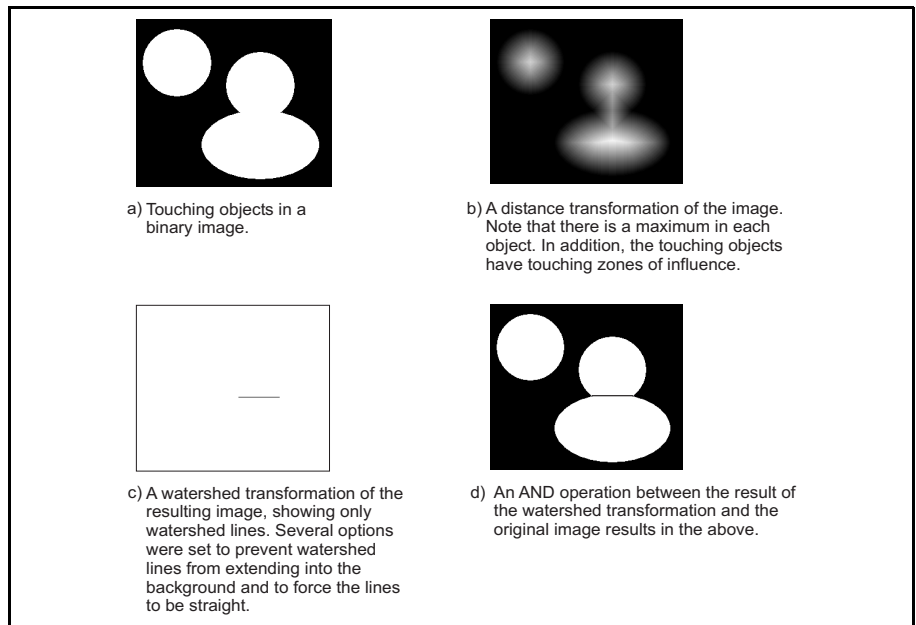 a) Touching objects in a
binary image.
b) A distance transformation of the image.
Note that there is a maximum in each
object. In addition, the touching objects
have touching zones of influence.
c) A watershed transformation of the
resulting image, showing only
watershed lines. Several options
were set to prevent watershed
lines from extending into the
background and to force the lines
to be straight.
d) An AND operation between the result of
the watershed transformation and the
original image results in the above.